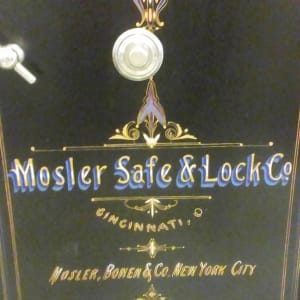 Mosler Safe & Lock Co
CINCINNATI, O
MOSLER, BOWEN & CO. NEW YORK CITY